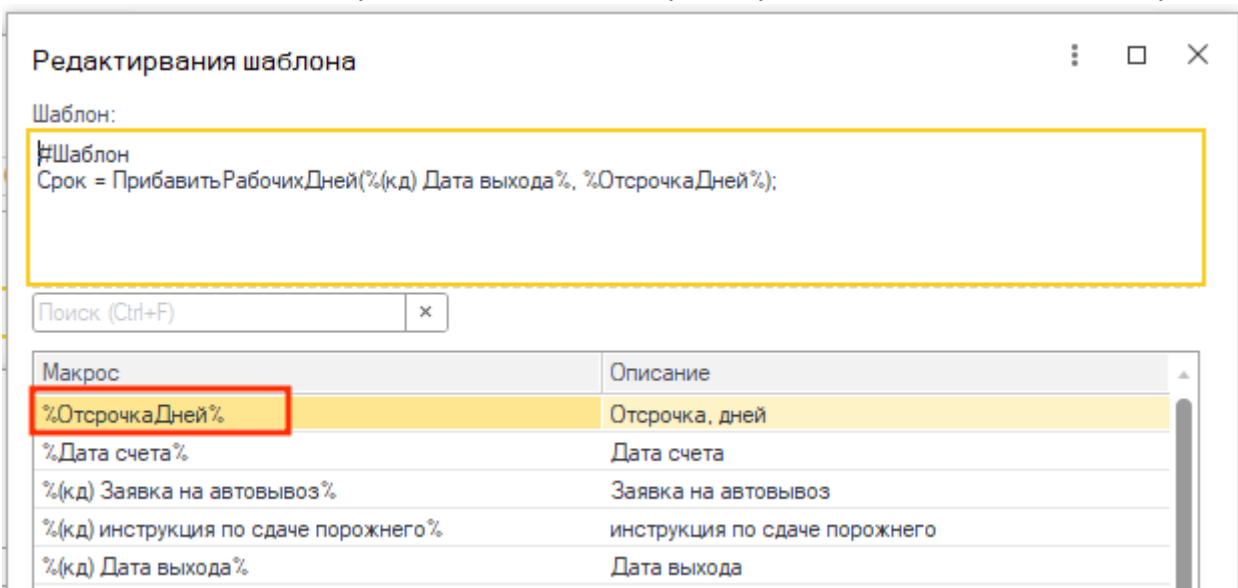 Редактирвания шаблона
Шаблон:
#Шаблон
Срок = ПрибавитьРабочихДней(%(кд) Дата выхода%, %ОтсрочкаДней%);
Поиск (Ctrl+F) ×
Макрос Описание
%ОтсрочкаДней% Отсрочка, дней
%Дата счета% Дата счета
%(кд) Заявка на автовывоз% Заявка на автовывоз
%(кд) инструкция по сдаче порожнего% инструкция по сдаче порожнего
%(кд) Дата выхода% Дата выхода